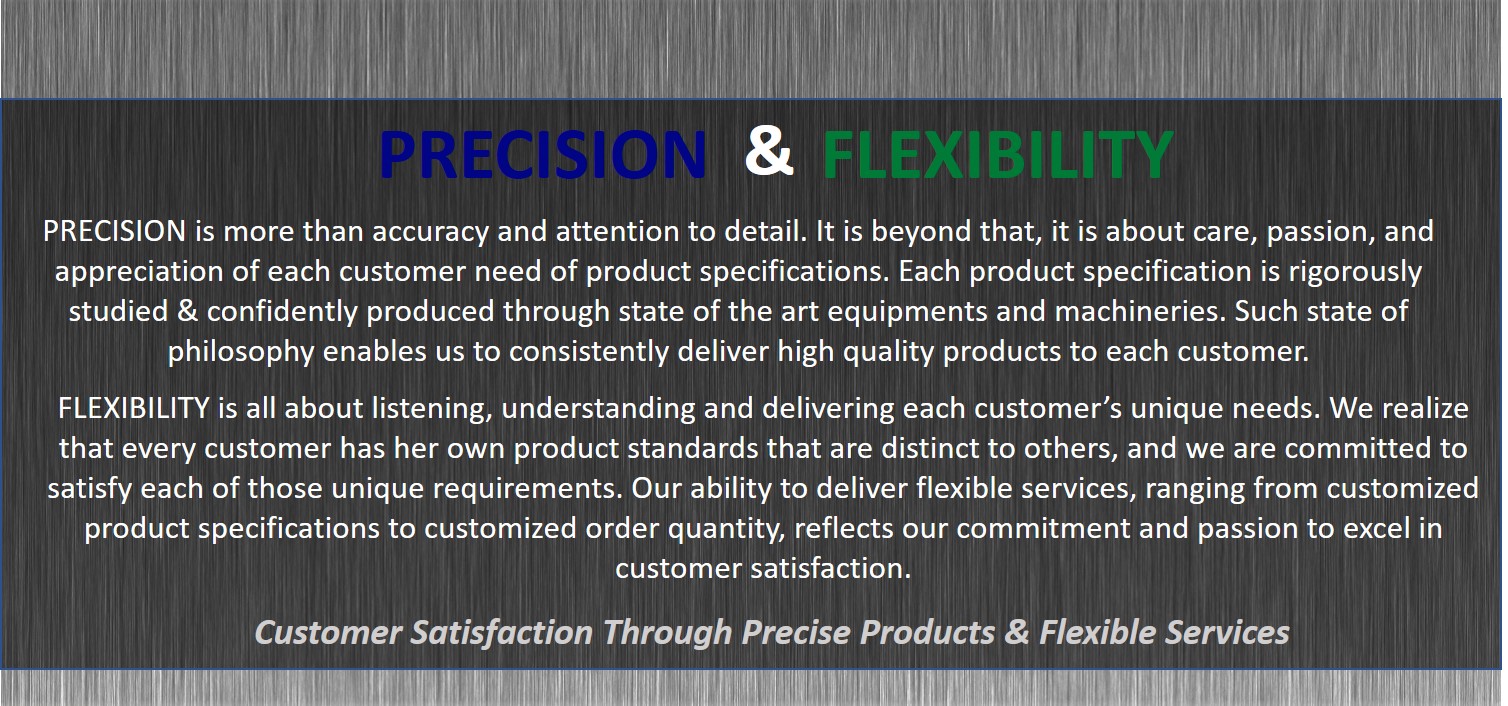 PRECISION & FLEXIBILITY
PRECISION is more than accuracy and attention to detail. It is beyond that, it is about care, passion, and
appreciation of each customer need of product specifications. Each product specification is rigorously
studied & confidently produced through state of the art equipments and machineries. Such state of
philosophy enables us to consistently deliver high quality products to each customer.
FLEXIBILITY is all about listening, understanding and delivering each customer’s unique needs. We realize
that every customer has her own product standards that are distinct to others, and we are committed to
satisfy each of those unique requirements. Our ability to deliver flexible services, ranging from customized
product specifications to customized order quantity, reflects our commitment and passion to excel in
customer satisfaction.
Customer Satisfaction Through Precise Products & Flexible Services